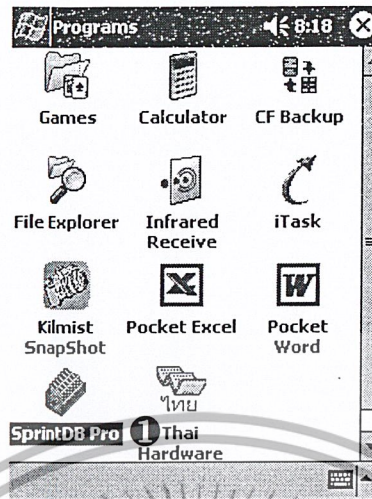 Programs 8:18
Games Calculator CF Backup
File Explorer Infrared Receive iTask
Kilmist SnapShot Pocket Excel Pocket Word
ไทย
SprintDB Pro 1 Thai Hardware